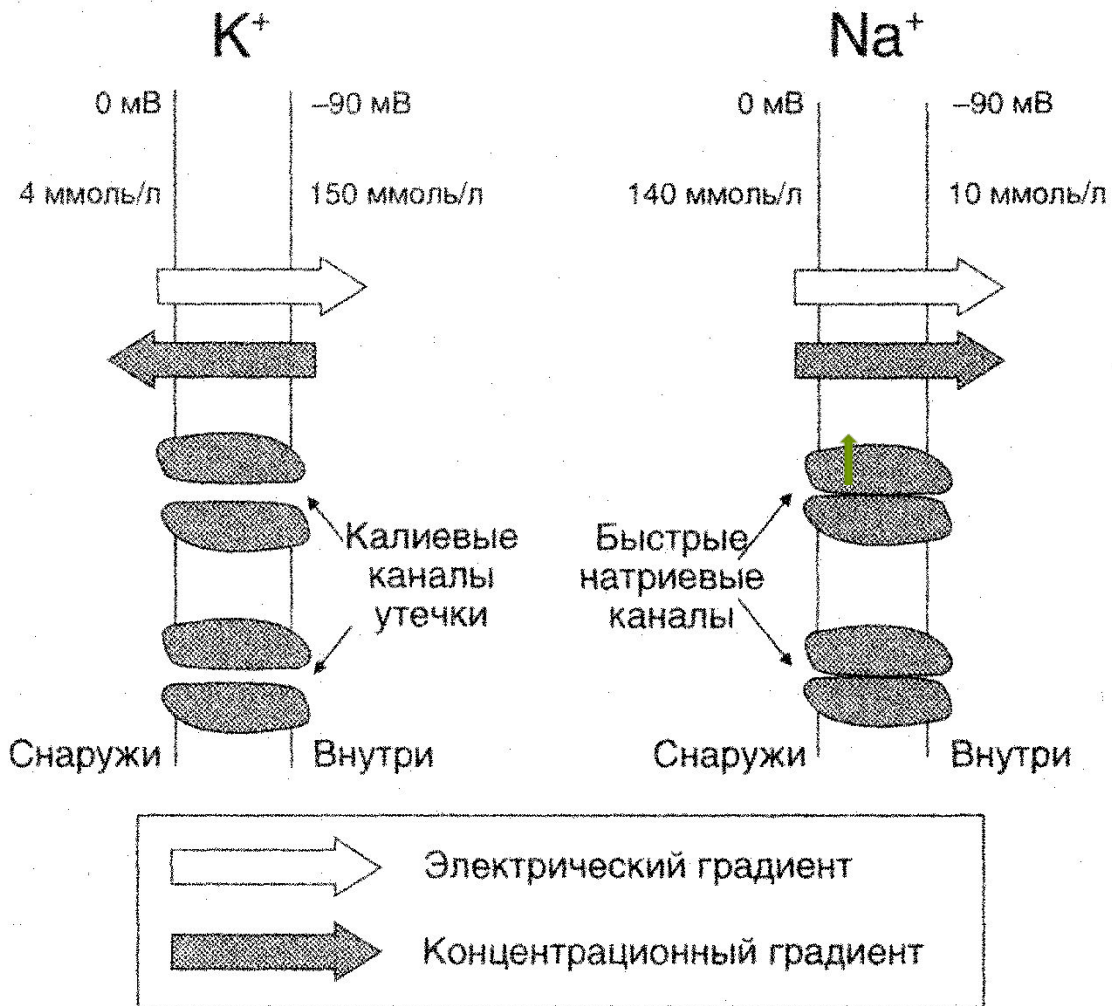 K⁺
Na⁺
0 мВ
–90 мВ
0 мВ
–90 мВ
4 ммоль/л
150 ммоль/л
140 ммоль/л
10 ммоль/л
Калиевые
каналы
утечки
Быстрые
натриевые
каналы
Снаружи
Внутри
Снаружи
Внутри
Электрический градиент
Концентрационный градиент